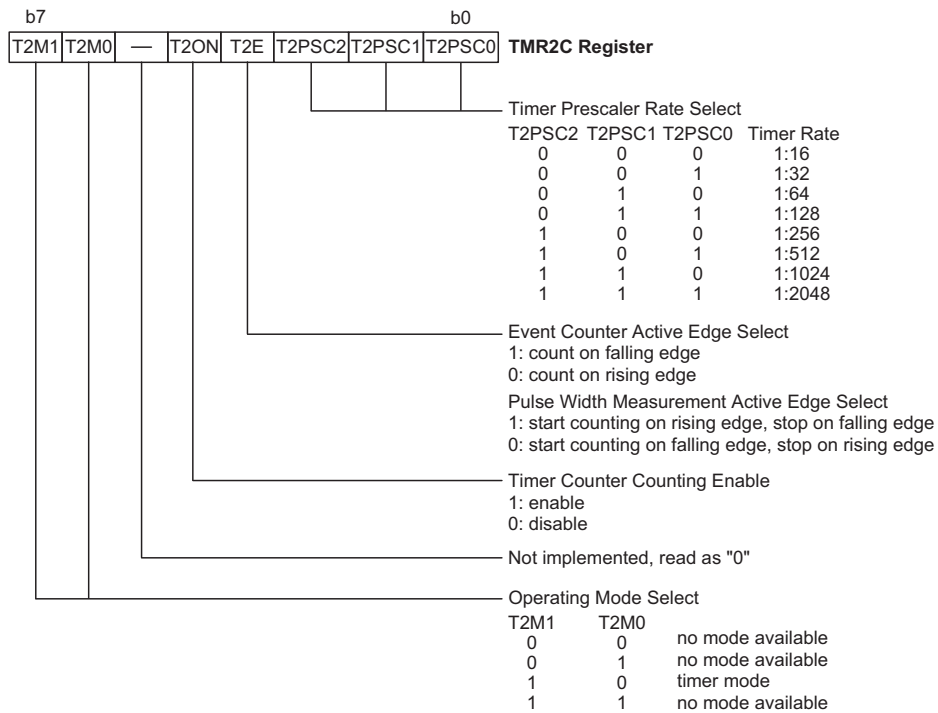 b7 b0
T2M1 T2M0 — T2ON T2E T2PSC2 T2PSC1 T2PSC0 TMR2C Register
Timer Prescaler Rate Select
T2PSC2 T2PSC1 T2PSC0 Timer Rate
0 0 0 1:16
0 0 1 1:32
0 1 0 1:64
0 1 1 1:128
1 0 0 1:256
1 0 1 1:512
1 1 0 1:1024
1 1 1 1:2048
Event Counter Active Edge Select
1: count on falling edge
0: count on rising edge
Pulse Width Measurement Active Edge Select
1: start counting on rising edge, stop on falling edge
0: start counting on falling edge, stop on rising edge
Timer Counter Counting Enable
1: enable
0: disable
Not implemented, read as "0"
Operating Mode Select
T2M1 T2M0
0 0 no mode available
0 1 no mode available
1 0 timer mode
1 1 no mode available